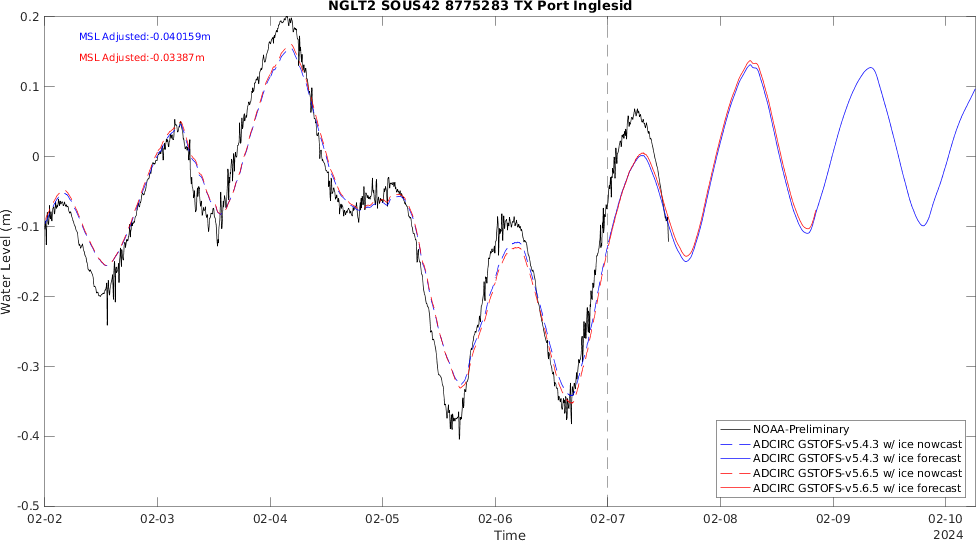 NGLT2 SOUS42 8775283 TX Port Inglesid
MSL Adjusted:-0.040159m
MSL Adjusted:-0.03387m
0.2
0.1
0
-0.1
-0.2
-0.3
-0.4
-0.5
Water Level (m)
NOAA-Preliminary
ADCIRC GSTOFS-v5.4.3 w/ ice nowcast
ADCIRC GSTOFS-v5.4.3 w/ ice forecast
ADCIRC GSTOFS-v5.6.5 w/ ice nowcast
ADCIRC GSTOFS-v5.6.5 w/ ice forecast
02-02 02-03 02-04 02-05 02-06 02-07 02-08 02-09 02-10
Time
2024